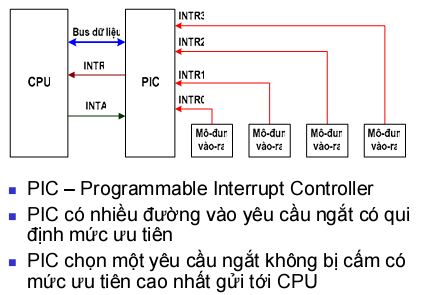 CPU
Bus dữ liệu
INTR
INTA
PIC
INTR3
INTR2
INTR1
INTR0
Mô-đun
vào-ra
Mô-đun
vào-ra
Mô-đun
vào-ra
Mô-đun
vào-ra
PIC – Programmable Interrupt Controller
PIC có nhiều đường vào yêu cầu ngắt có qui
định mức ưu tiên
PIC chọn một yêu cầu ngắt không bị cấm có
mức ưu tiên cao nhất gửi tới CPU